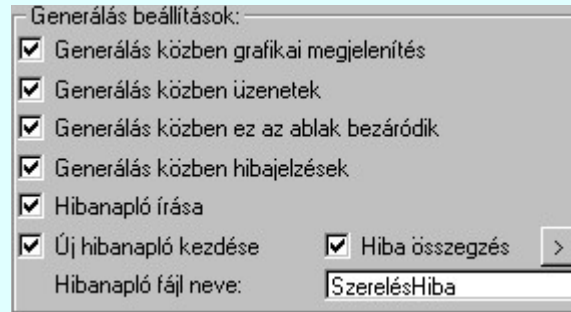 Generálás beállítások:
Generálás közben grafikai megjelenítés
Generálás közben üzenetek
Generálás közben ez az ablak bezáródik
Generálás közben hibajelzések
Hibanapló írása
Új hibanapló kezdése Hiba összegzés >
Hibanapló fájl neve: SzerelésHiba